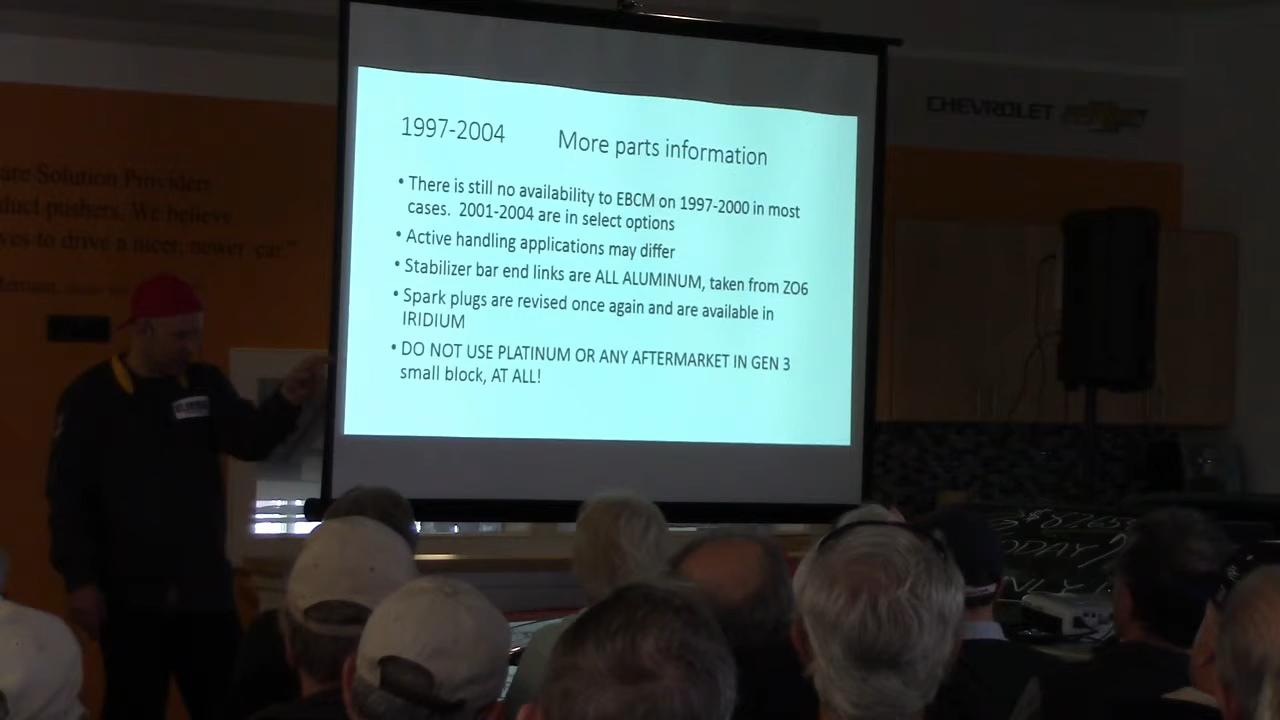 1997-2004 More parts information
• There is still no availability to EBCM on 1997-2000 in most
cases. 2001-2004 are in select options
• Active handling applications may differ
• Stabilizer bar end links are ALL ALUMINUM, taken from ZO6
• Spark plugs are revised once again and are available in
IRIDIUM
• DO NOT USE PLATINUM OR ANY AFTERMARKET IN GEN 3
small block, AT ALL!
CHEVROLET
are Solution Providers
duct pushers. We believe
ves to drive a nicer, newer car."